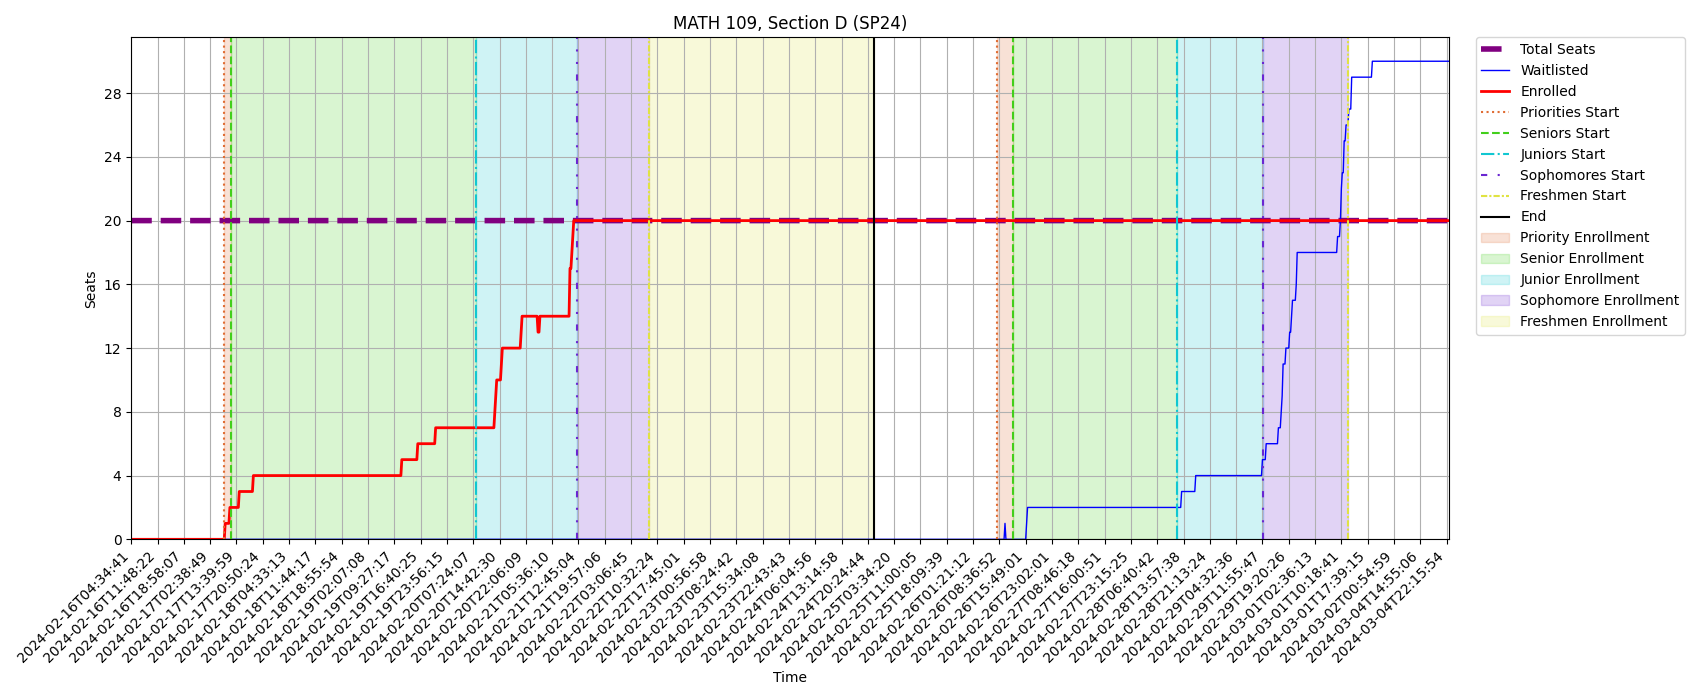 MATH 109, Section D (SP24)
Seats
28
24
20
16
12
8
4
0
2024-02-16T04:34:41
2024-02-16T11:48:22
2024-02-16T18:58:07
2024-02-17T02:38:49
2024-02-17T13:39:59
2024-02-17T20:50:24
2024-02-18T04:33:13
2024-02-18T11:44:17
2024-02-18T18:55:54
2024-02-19T02:07:08
2024-02-19T09:27:17
2024-02-19T16:40:25
2024-02-19T23:56:15
2024-02-20T07:24:07
2024-02-20T14:42:30
2024-02-20T22:06:09
2024-02-21T05:36:10
2024-02-21T12:45:04
2024-02-21T19:57:06
2024-02-22T03:06:45
2024-02-22T10:32:24
2024-02-22T17:45:01
2024-02-23T00:56:58
2024-02-23T08:24:42
2024-02-23T15:34:08
2024-02-23T22:43:43
2024-02-24T06:04:56
2024-02-24T13:14:58
2024-02-24T20:24:44
2024-02-25T03:34:20
2024-02-25T11:00:05
2024-02-25T18:09:39
2024-02-26T01:21:12
2024-02-26T08:36:52
2024-02-26T15:49:01
2024-02-26T23:02:01
2024-02-27T08:46:18
2024-02-27T16:00:51
2024-02-27T23:15:25
2024-02-28T06:40:42
2024-02-28T13:57:38
2024-02-28T21:13:24
2024-02-29T04:32:36
2024-02-29T11:55:47
2024-02-29T19:20:26
2024-03-01T02:36:13
2024-03-01T10:18:41
2024-03-01T17:39:15
2024-03-02T00:54:59
2024-03-04T14:55:06
2024-03-04T22:15:54
Time
Total Seats
Waitlisted
Enrolled
Priorities Start
Seniors Start
Juniors Start
Sophomores Start
Freshmen Start
End
Priority Enrollment
Senior Enrollment
Junior Enrollment
Sophomore Enrollment
Freshmen Enrollment